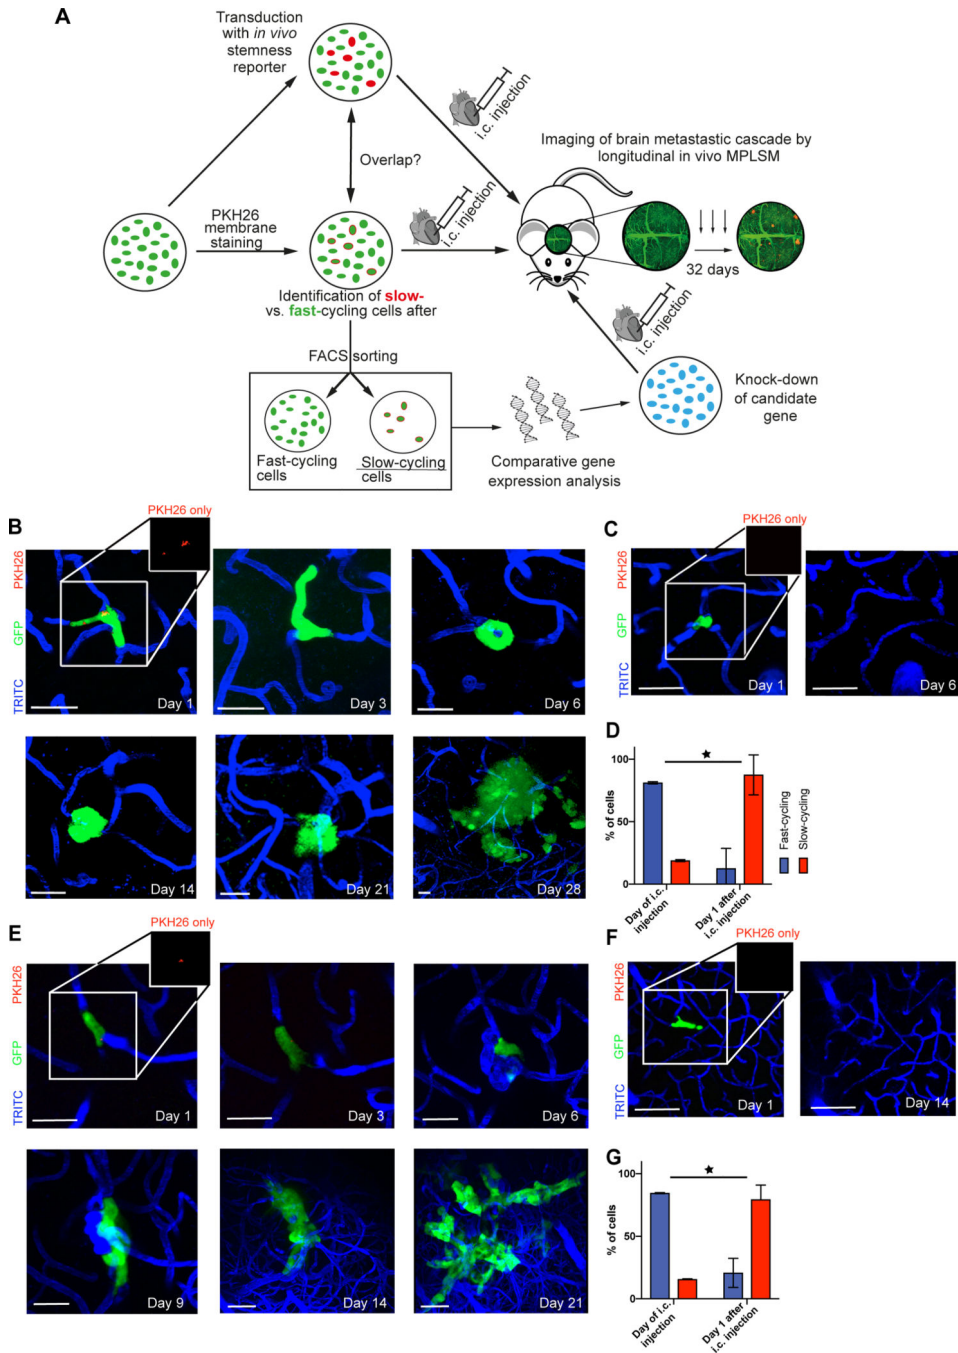 A
Transduction
with in vivo
stemness
reporter
i.c. injection
Imaging of brain metastastic cascade by
longitudinal in vivo MPLSM
Overlap?
PKH26
membrane
staining
i.c. injection
32 days
Identification of slow-
vs. fast-cycling cells after
FACS sorting
i.c. injection
Knock-down
of candidate
gene
Fast-cycling
cells
Slow-cycling
cells
Comparative gene
expression analysis
B
PKH26 only
TRITC GFP PKH26
Day 1
Day 3
Day 6
Day 14
Day 21
Day 28
C
PKH26 only
TRITC GFP PKH26
Day 1
Day 6
D
% of cells
100
50
0
Day of i.c.
injection
Day 1 after
i.c. injection
Fast-cycling
Slow-cycling
E
PKH26 only
TRITC GFP PKH26
Day 1
Day 3
Day 6
Day 9
Day 14
Day 21
F
PKH26 only
TRITC GFP PKH26
Day 1
Day 14
G
% of cells
100
50
0
Day of i.c.
injection
Day 1 after
i.c. injection